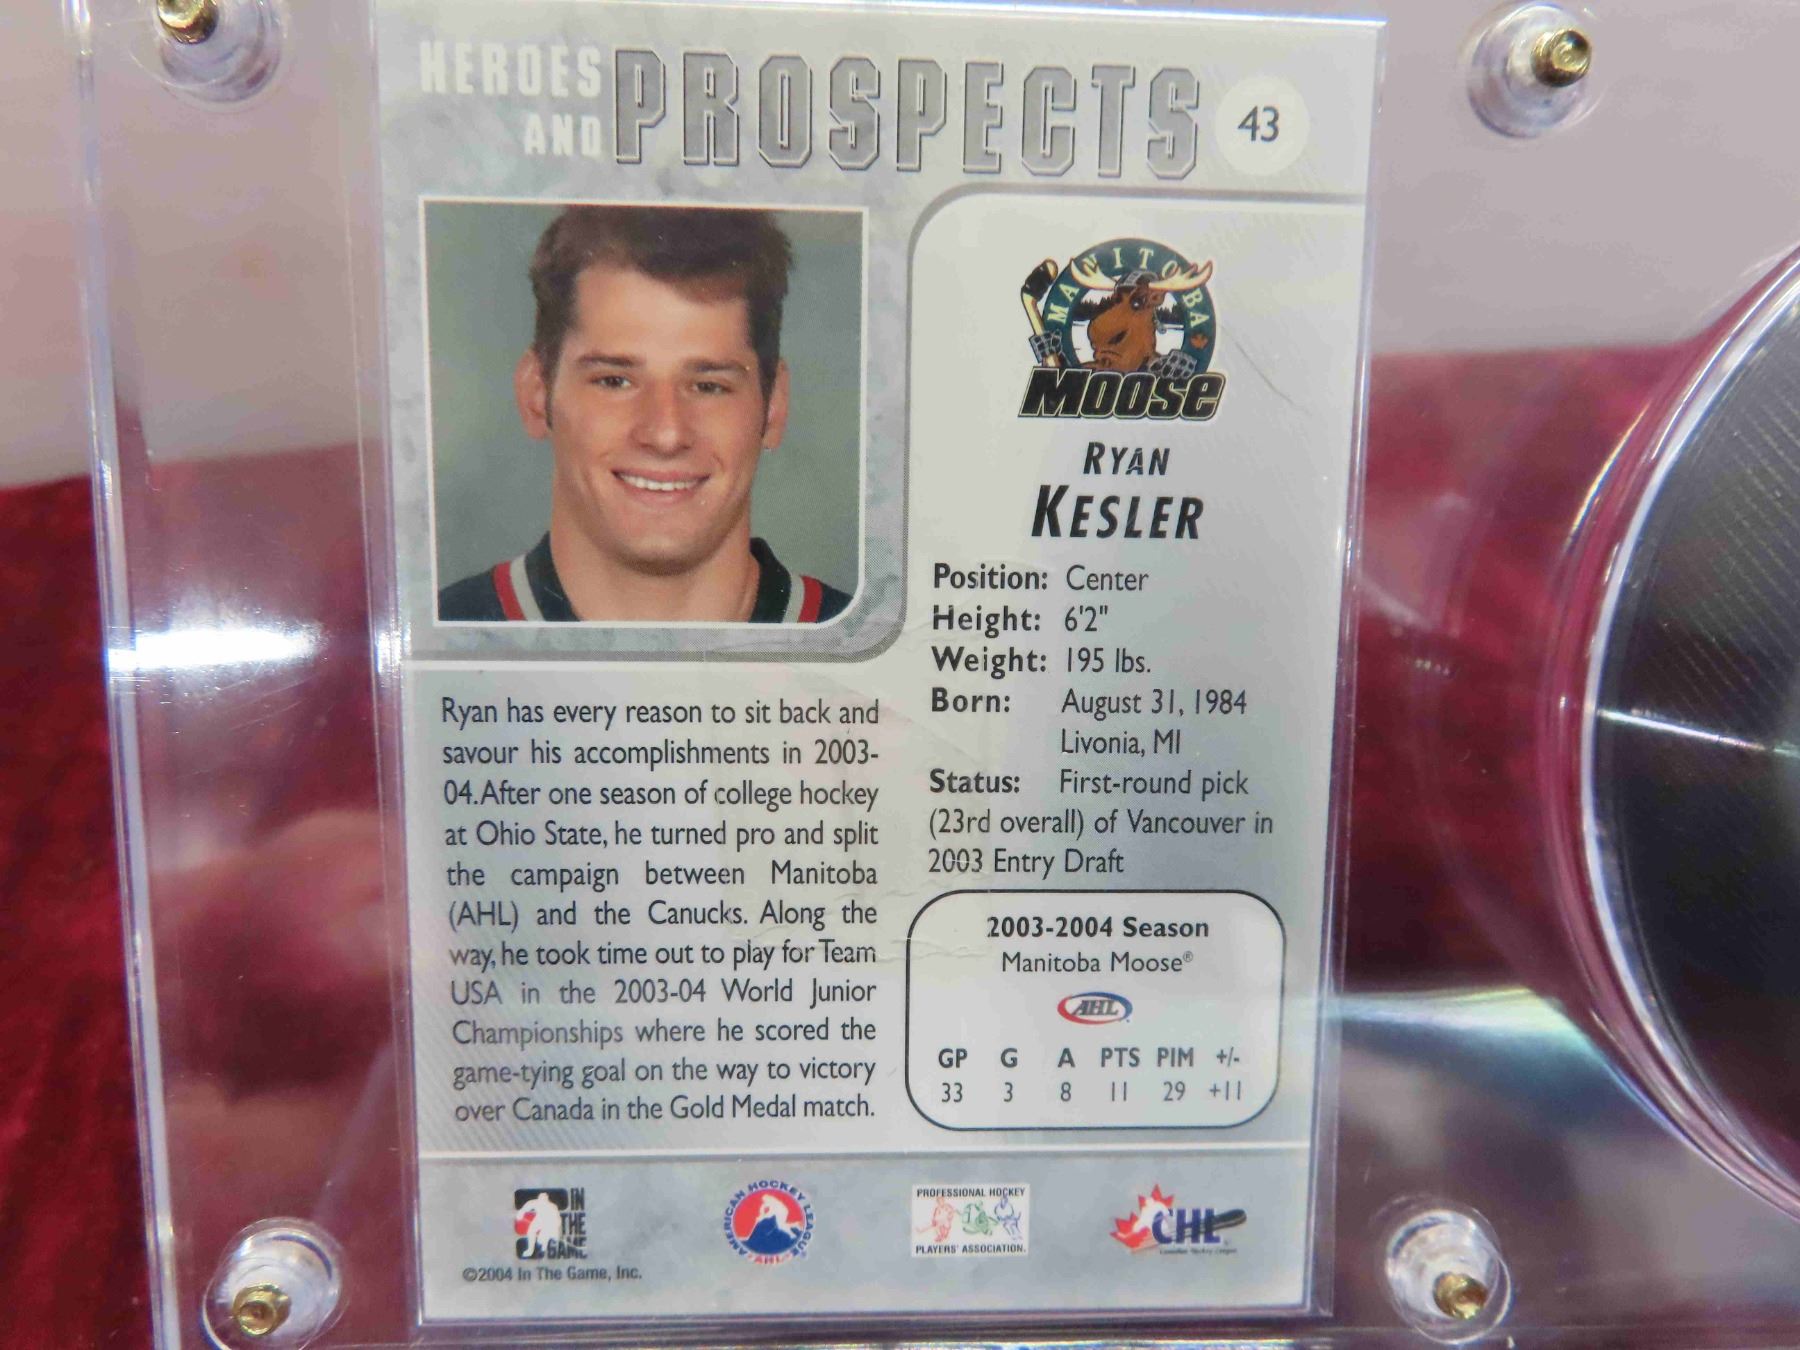 HEROES
AND PROSPECTS 43
MANITOBA
MOOSE
RYAN
KESLER
Position: Center
Height: 6'2"
Weight: 195 lbs.
Born: August 31, 1984
Livonia, MI
Status: First-round pick
(23rd overall) of Vancouver in
2003 Entry Draft
Ryan has every reason to sit back and
savour his accomplishments in 2003-
04.After one season of college hockey
at Ohio State, he turned pro and split
the campaign between Manitoba
(AHL) and the Canucks. Along the
way, he took time out to play for Team
USA in the 2003-04 World Junior
Championships where he scored the
game-tying goal on the way to victory
over Canada in the Gold Medal match.
2003-2004 Season
Manitoba Moose®
AHL
GP G A PTS PIM +/-
33 3 8 11 29 +11
IN
THE
GAME
©2004 In The Game, Inc.
AMERICAN HOCKEY LEAGUE
AHL
PROFESSIONAL HOCKEY
PLAYERS' ASSOCIATION.
CHL
Canadian Hockey League